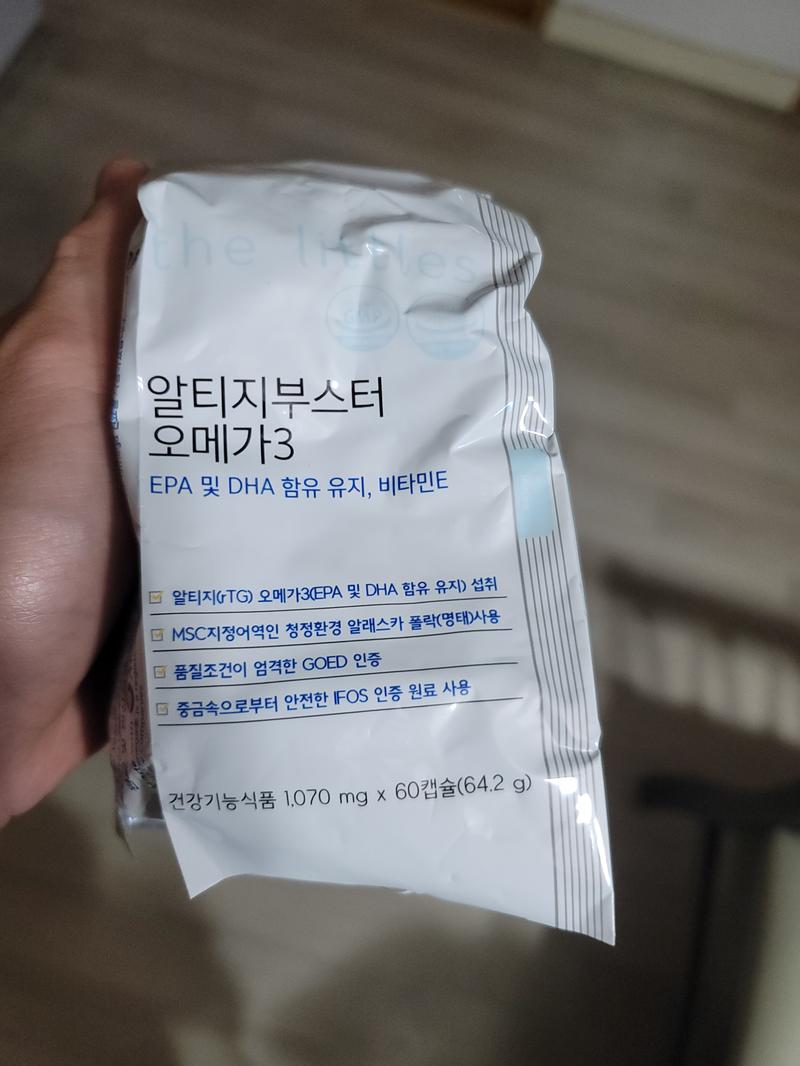 the littles
알티지부스터
오메가3
EPA 및 DHA 함유 유지, 비타민E
알티지(rTG) 오메가3(EPA 및 DHA 함유 유지) 섭취
MSC지정어역인 청정환경 알래스카 폴락(명태)사용
품질조건이 엄격한 GOED 인증
중금속으로부터 안전한 IFOS 인증 원료 사용
건강기능식품 1,070 mg x 60캡슐(64.2 g)